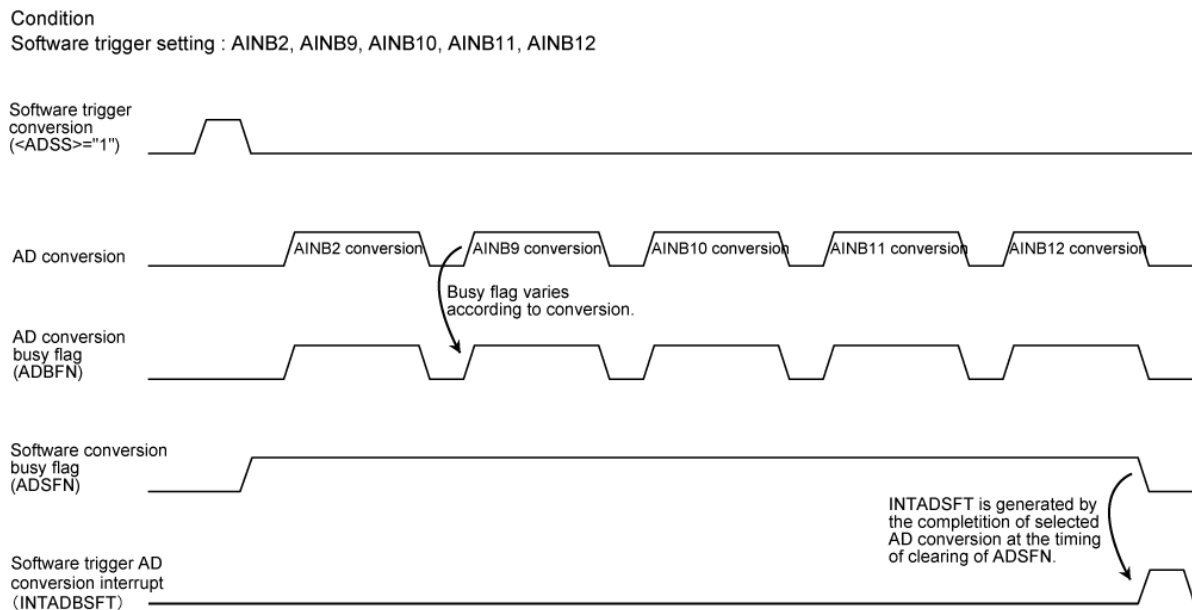 Condition
Software trigger setting : AINB2, AINB9, AINB10, AINB11, AINB12
Software trigger
conversion
(<ADSS>="1")
AD conversion
AINB2 conversion
AINB9 conversion
AINB10 conversion
AINB11 conversion
AINB12 conversion
Busy flag varies
according to conversion.
AD conversion
busy flag
(ADBFN)
Software conversion
busy flag
(ADSFN)
INTADSFT is generated by
the completition of selected
AD conversion at the timing
of clearing of ADSFN.
Software trigger AD
conversion interrupt
(INTADBSFT)